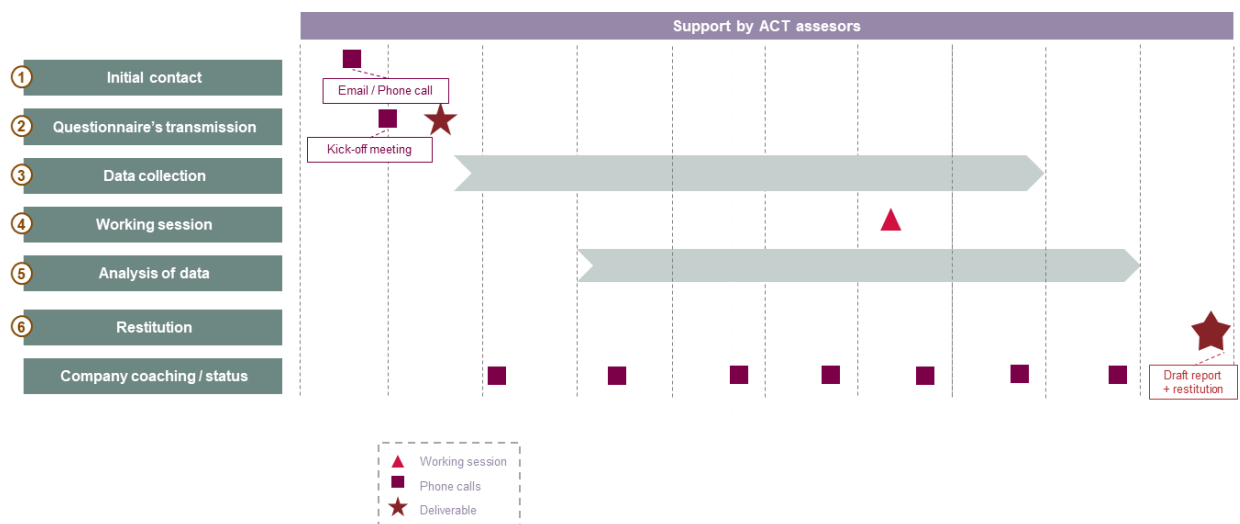 Support by ACT assesors
1 Initial contact
Email / Phone call
2 Questionnaire's transmission
Kick-off meeting
3 Data collection
4 Working session
5 Analysis of data
6 Restitution
Company coaching / status
Draft report
+ restitution
Working session
Phone calls
Deliverable